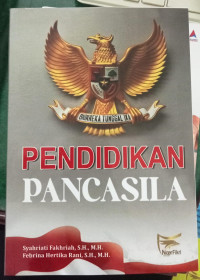 BHINNEKA TUNGGAL IKA
PENDIDIKAN
PANCASILA
Syahriati Fakhriah, S.H., M.H.
Febrina Hertika Rani, S.H., M.H.